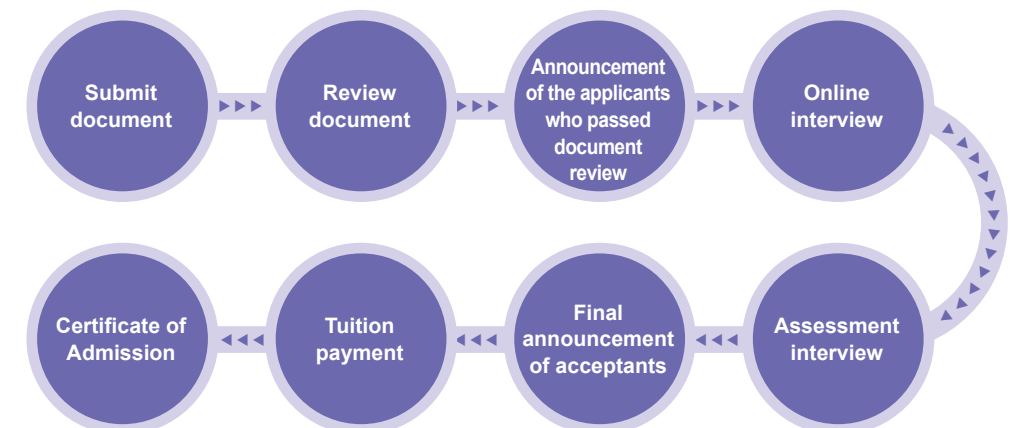 Submit
document
Review
document
Announcement
of the applicants
who passed
document
review
Online
interview
Assessment
interview
Final
announcement
of acceptants
Tuition
payment
Certificate of
Admission